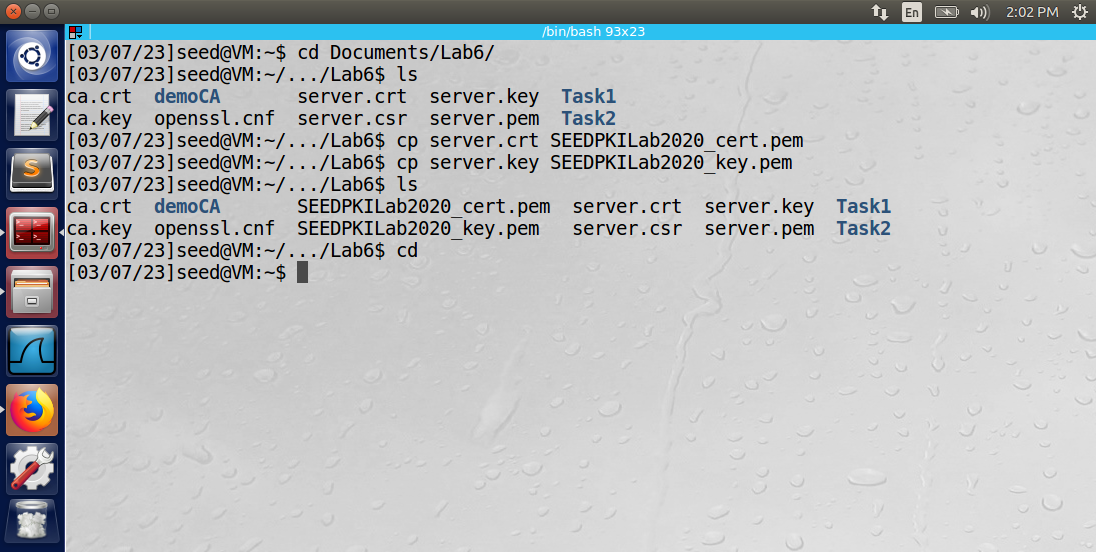 En 2:02 PM
/bin/bash 93x23
[03/07/23]seed@VM:~$ cd Documents/Lab6/
[03/07/23]seed@VM:~/.../Lab6$ ls
ca.crt demoCA server.crt server.key Task1
ca.key openssl.cnf server.csr server.pem Task2
[03/07/23]seed@VM:~/.../Lab6$ cp server.crt SEEDPKILab2020_cert.pem
[03/07/23]seed@VM:~/.../Lab6$ cp server.key SEEDPKILab2020_key.pem
[03/07/23]seed@VM:~/.../Lab6$ ls
ca.crt demoCA SEEDPKILab2020_cert.pem server.crt server.key Task1
ca.key openssl.cnf SEEDPKILab2020_key.pem server.csr server.pem Task2
[03/07/23]seed@VM:~/.../Lab6$ cd
[03/07/23]seed@VM:~$